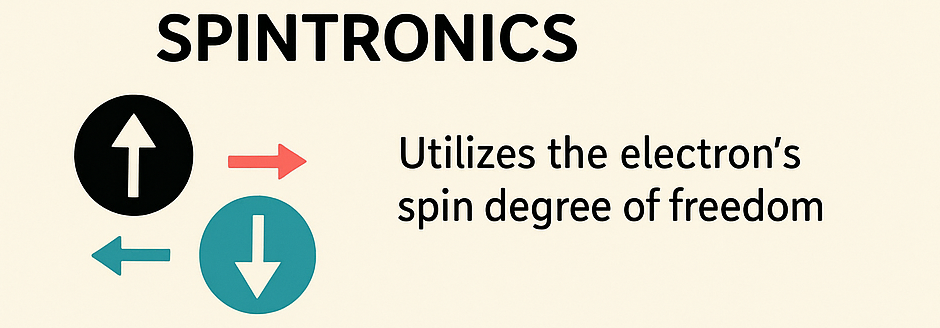 SPINTRONICS
Utilizes the electron's
spin degree of freedom